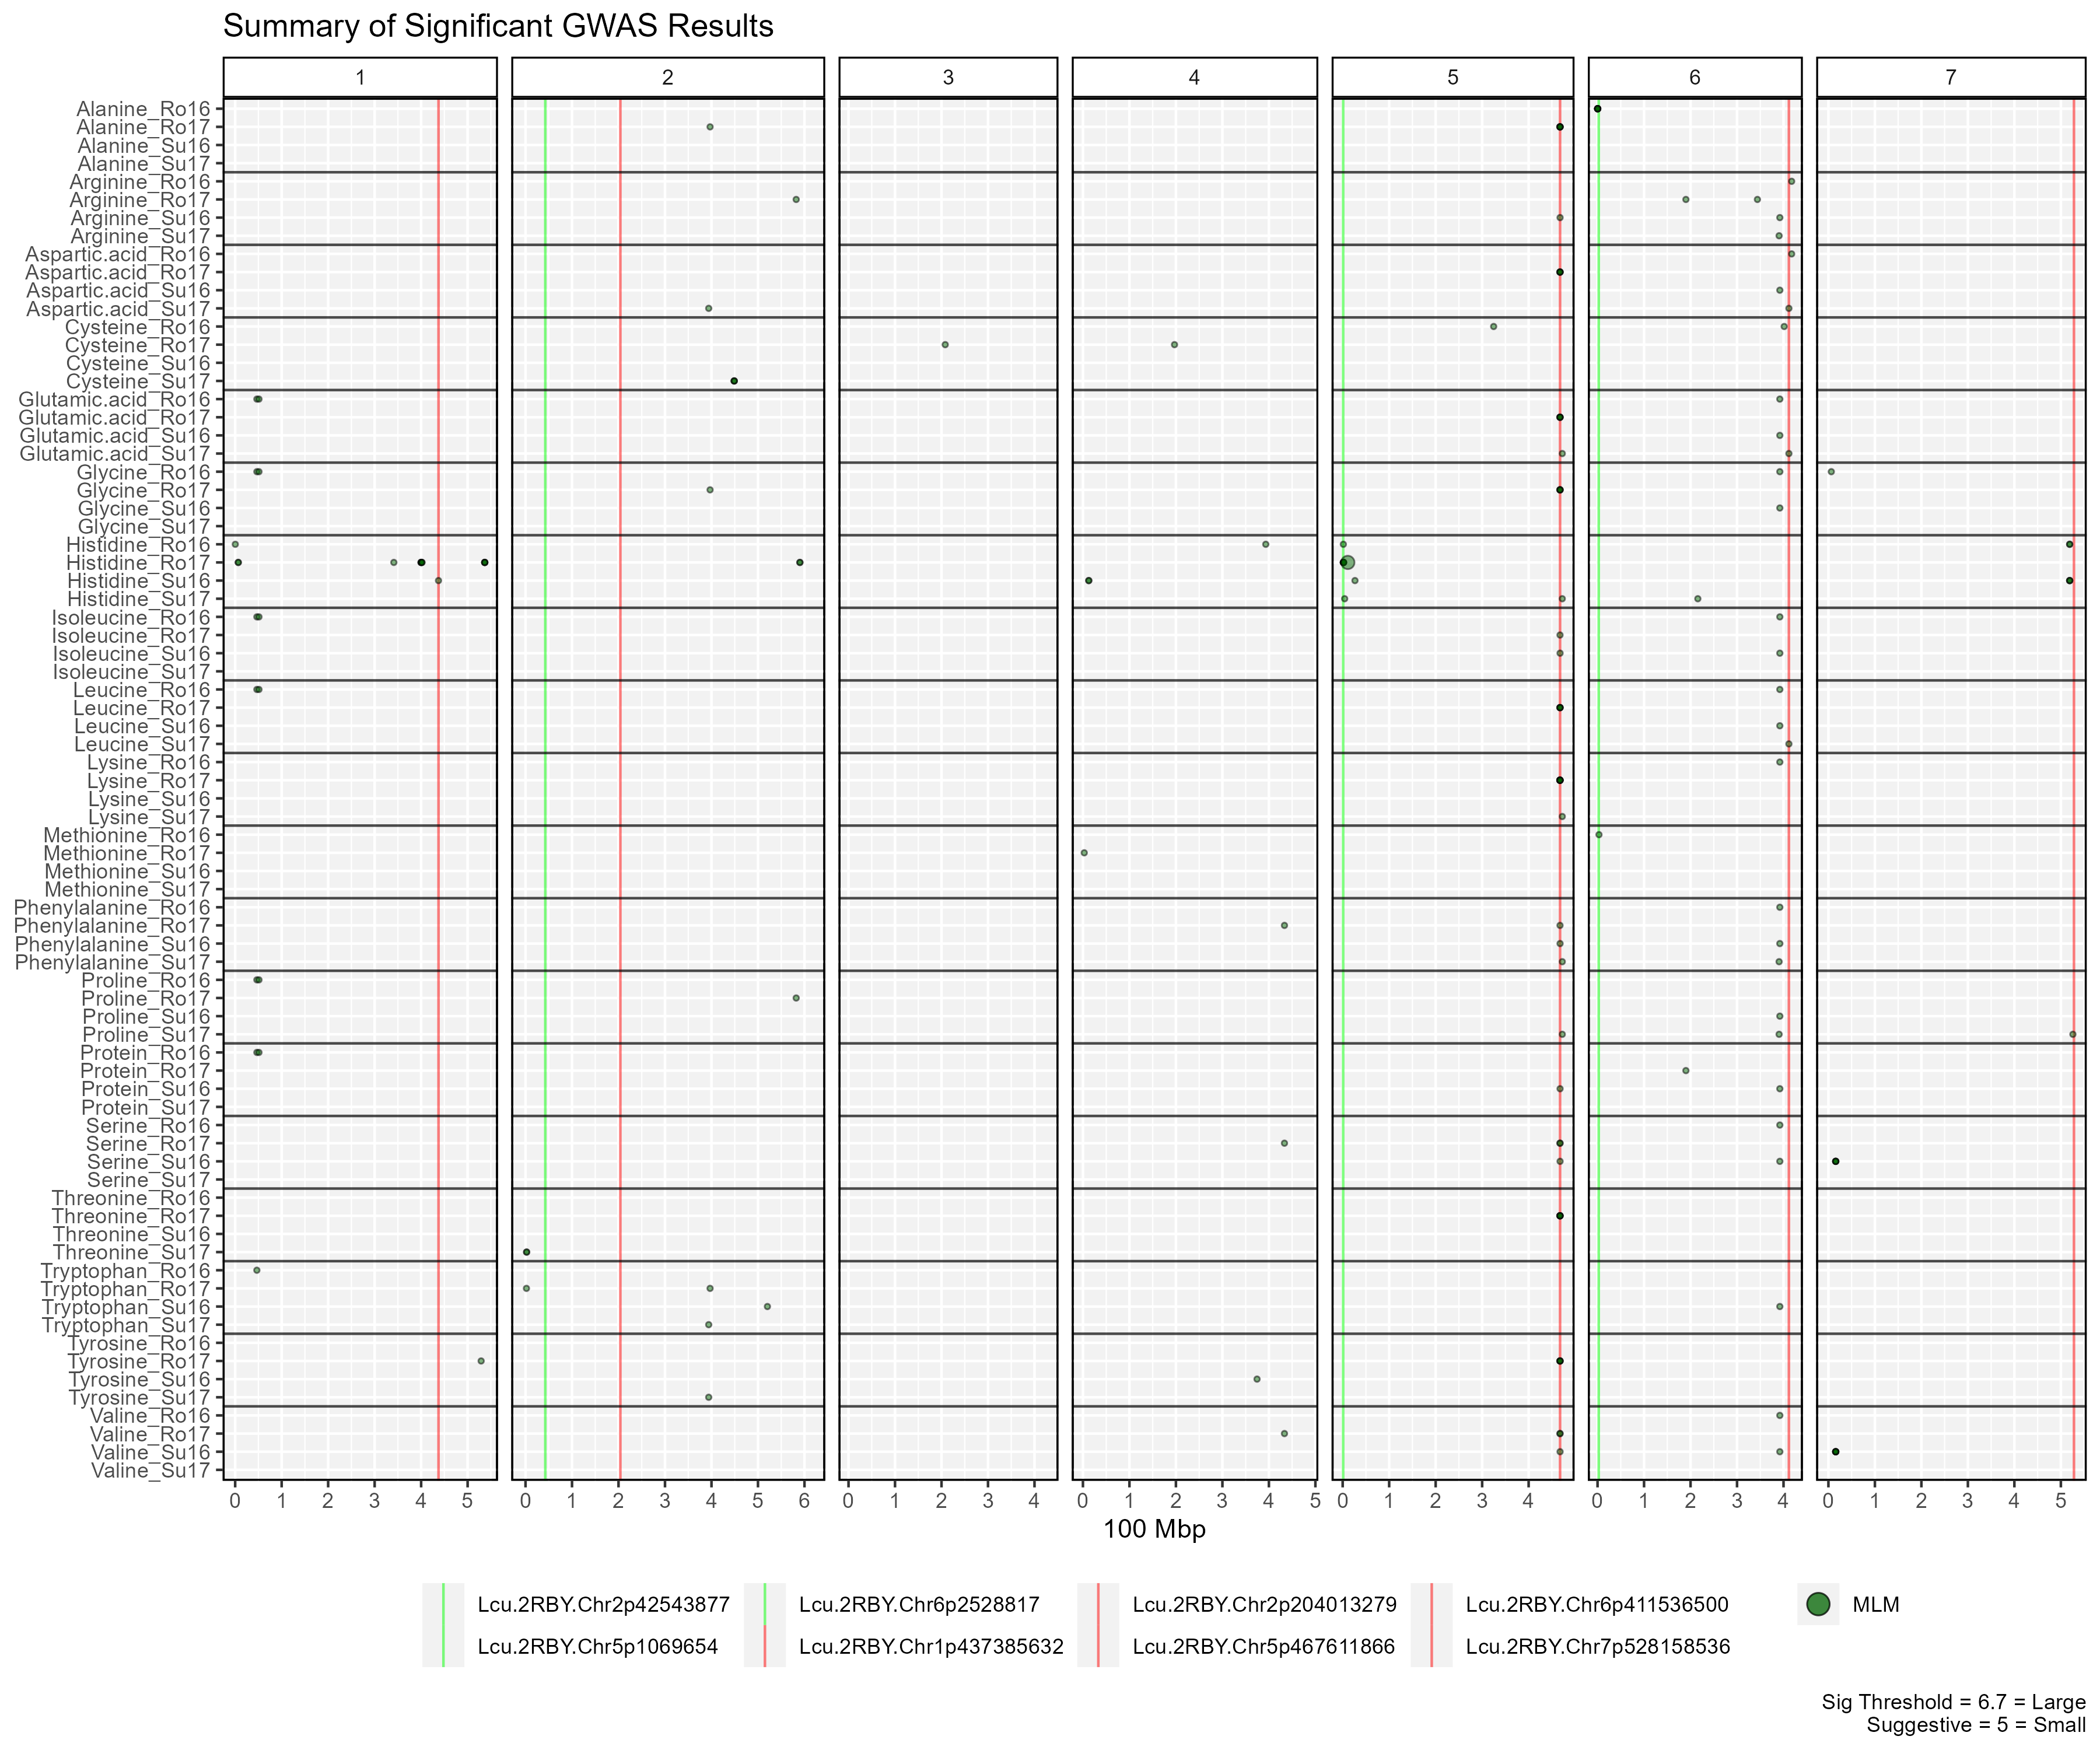 Summary of Significant GWAS Results
1 2 3 4 5 6 7
Alanine_Ro16
Alanine_Ro17
Alanine_Su16
Alanine_Su17
Arginine_Ro16
Arginine_Ro17
Arginine_Su16
Arginine_Su17
Aspartic.acid_Ro16
Aspartic.acid_Ro17
Aspartic.acid_Su16
Aspartic.acid_Su17
Cysteine_Ro16
Cysteine_Ro17
Cysteine_Su16
Cysteine_Su17
Glutamic.acid_Ro16
Glutamic.acid_Ro17
Glutamic.acid_Su16
Glutamic.acid_Su17
Glycine_Ro16
Glycine_Ro17
Glycine_Su16
Glycine_Su17
Histidine_Ro16
Histidine_Ro17
Histidine_Su16
Histidine_Su17
Isoleucine_Ro16
Isoleucine_Ro17
Isoleucine_Su16
Isoleucine_Su17
Leucine_Ro16
Leucine_Ro17
Leucine_Su16
Leucine_Su17
Lysine_Ro16
Lysine_Ro17
Lysine_Su16
Lysine_Su17
Methionine_Ro16
Methionine_Ro17
Methionine_Su16
Methionine_Su17
Phenylalanine_Ro16
Phenylalanine_Ro17
Phenylalanine_Su16
Phenylalanine_Su17
Proline_Ro16
Proline_Ro17
Proline_Su16
Proline_Su17
Protein_Ro16
Protein_Ro17
Protein_Su16
Protein_Su17
Serine_Ro16
Serine_Ro17
Serine_Su16
Serine_Su17
Threonine_Ro16
Threonine_Ro17
Threonine_Su16
Threonine_Su17
Tryptophan_Ro16
Tryptophan_Ro17
Tryptophan_Su16
Tryptophan_Su17
Tyrosine_Ro16
Tyrosine_Ro17
Tyrosine_Su16
Tyrosine_Su17
Valine_Ro16
Valine_Ro17
Valine_Su16
Valine_Su17
0 1 2 3 4 5 0 1 2 3 4 5 6 0 1 2 3 4 0 1 2 3 4 5 0 1 2 3 4 0 1 2 3 4 0 1 2 3 4 5
100 Mbp
Lcu.2RBY.Chr2p42543877 Lcu.2RBY.Chr6p2528817 Lcu.2RBY.Chr2p204013279 Lcu.2RBY.Chr6p411536500 MLM
Lcu.2RBY.Chr5p1069654 Lcu.2RBY.Chr1p437385632 Lcu.2RBY.Chr5p467611866 Lcu.2RBY.Chr7p528158536
Sig Threshold = 6.7 = Large
Suggestive = 5 = Small